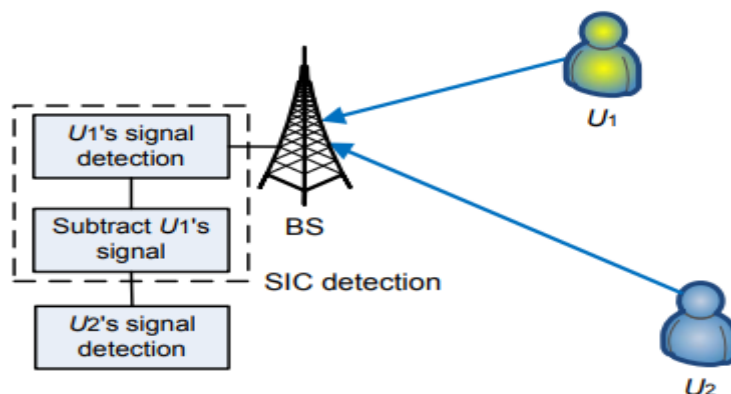 U1's signal
detection
Subtract U1's
signal
U2's signal
detection
BS
SIC detection
U1
U2